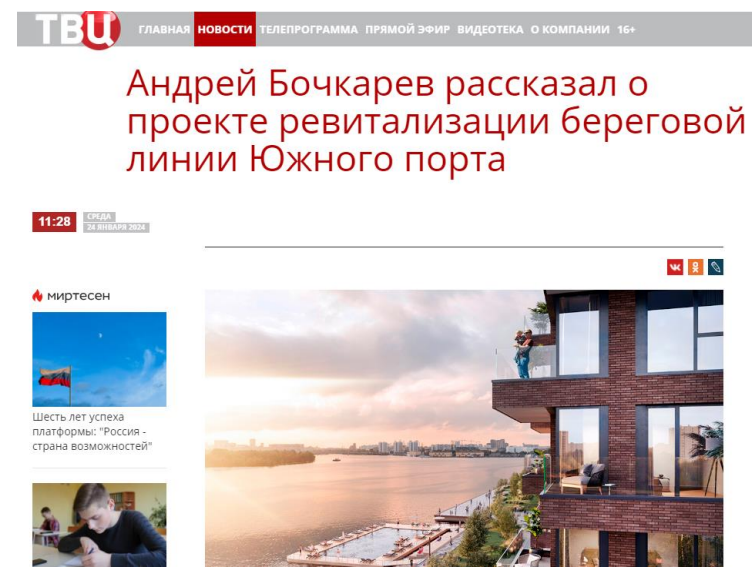 ТВЦ
ГЛАВНАЯ НОВОСТИ ТЕЛЕПРОГРАММА ПРЯМОЙ ЭФИР ВИДЕОТЕКА О КОМПАНИИ 16+
Андрей Бочкарев рассказал о
проекте ревитализации береговой
линии Южного порта
11:28
СРЕДА
24 ЯНВАРЯ 2024
миртесен
Шесть лет успеха
платформы: "Россия -
страна возможностей"